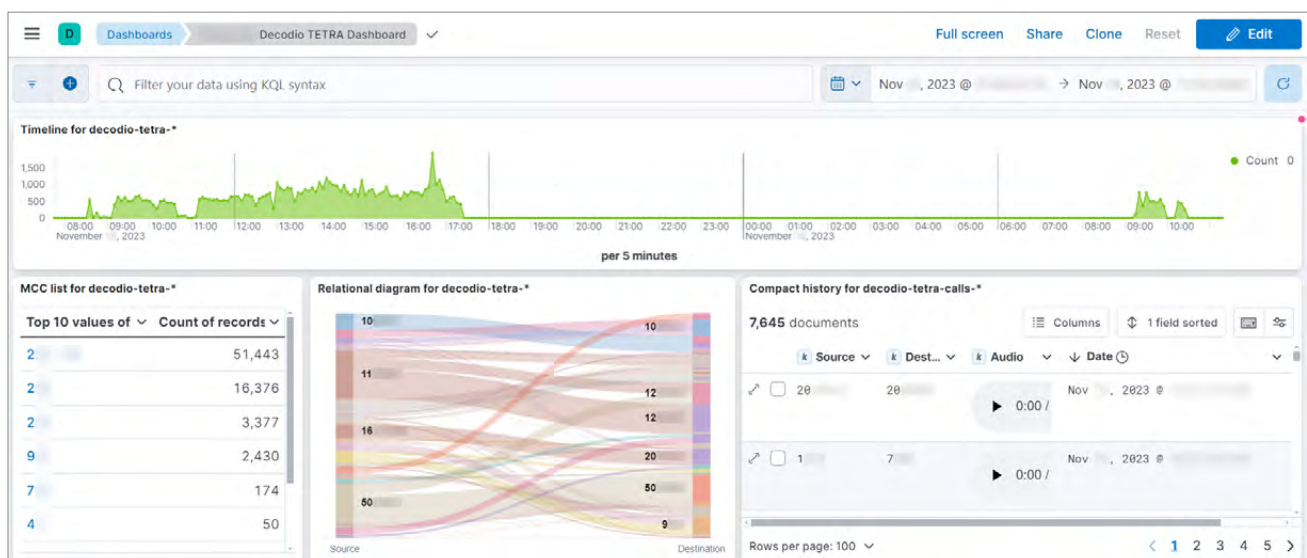 D Dashboards Decodio TETRA Dashboard Full screen Share Clone Reset Edit
Filter your data using KQL syntax Nov , 2023 @ → Nov , 2023 @
Timeline for decodio-tetra-*
Count 0
1,500
1,000
500
0
08:00 09:00 10:00 11:00 12:00 13:00 14:00 15:00 16:00 17:00 18:00 19:00 20:00 21:00 22:00 23:00 00:00 01:00 02:00 03:00 04:00 05:00 06:00 07:00 08:00 09:00 10:00
November , 2023 November , 2023
per 5 minutes
MCC list for decodio-tetra-*
Top 10 values of Count of records
2 51,443
2 16,376
2 3,377
9 2,430
7 174
4 50
Relational diagram for decodio-tetra-*
10
11
16
50
10
12
12
20
50
9
Source Destination
Compact history for decodio-tetra-calls-*
7,645 documents Columns 1 field sorted
k Source k Dest... k Audio Date
20 20 0:00 / Nov , 2023 @
1 7 0:00 / Nov , 2023 @
Rows per page: 100 1 2 3 4 5